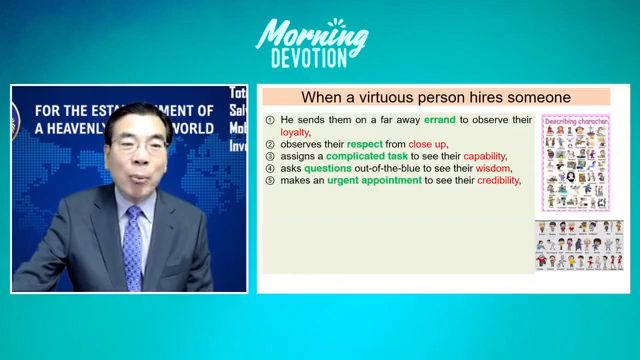 Morning
DEVOTION
FOR THE ESTABLISHMENT OF
A HEAVENLY
WORLD
When a virtuous person hires someone
① He sends them on a far away errand to observe their
loyalty,
② observes their respect from close up,
③ assigns a complicated task to see their capability,
④ asks questions out-of-the-blue to see their wisdom,
⑤ makes an urgent appointment to see their credibility,
Describing character